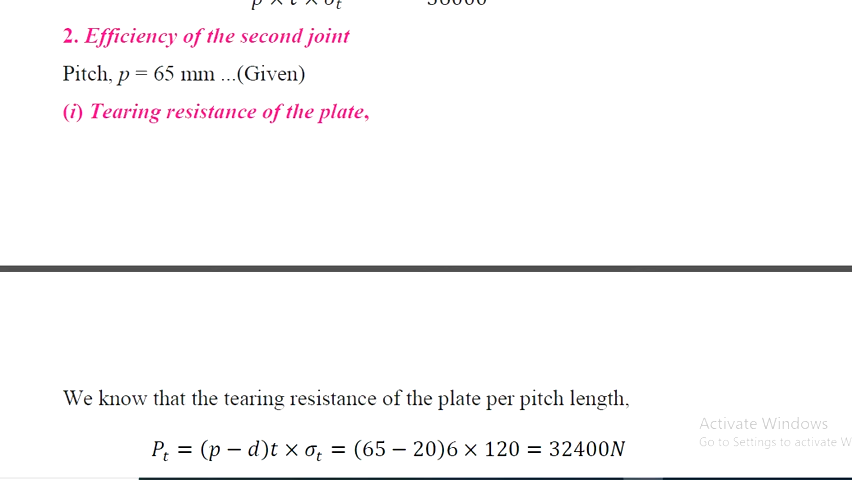 2. Efficiency of the second joint
Pitch, p = 65 mm ...(Given)
(i) Tearing resistance of the plate,
We know that the tearing resistance of the plate per pitch length,
Activate Windows
Go to Settings to activate W
P_t = (p − d)t × σ_t = (65 − 20)6 × 120 = 32400N